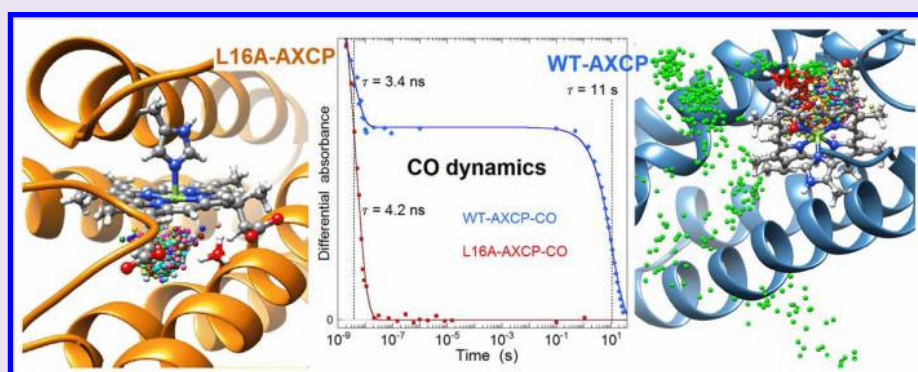 L16A-AXCP
τ = 3.4 ns
WT-AXCP
τ = 11 s
CO dynamics
τ = 4.2 ns
WT-AXCP-CO
L16A-AXCP-CO
Differential absorbance
0
10⁻⁹ 10⁻⁷ 10⁻⁵ 10⁻³ 10⁻¹ 10¹
Time (s)